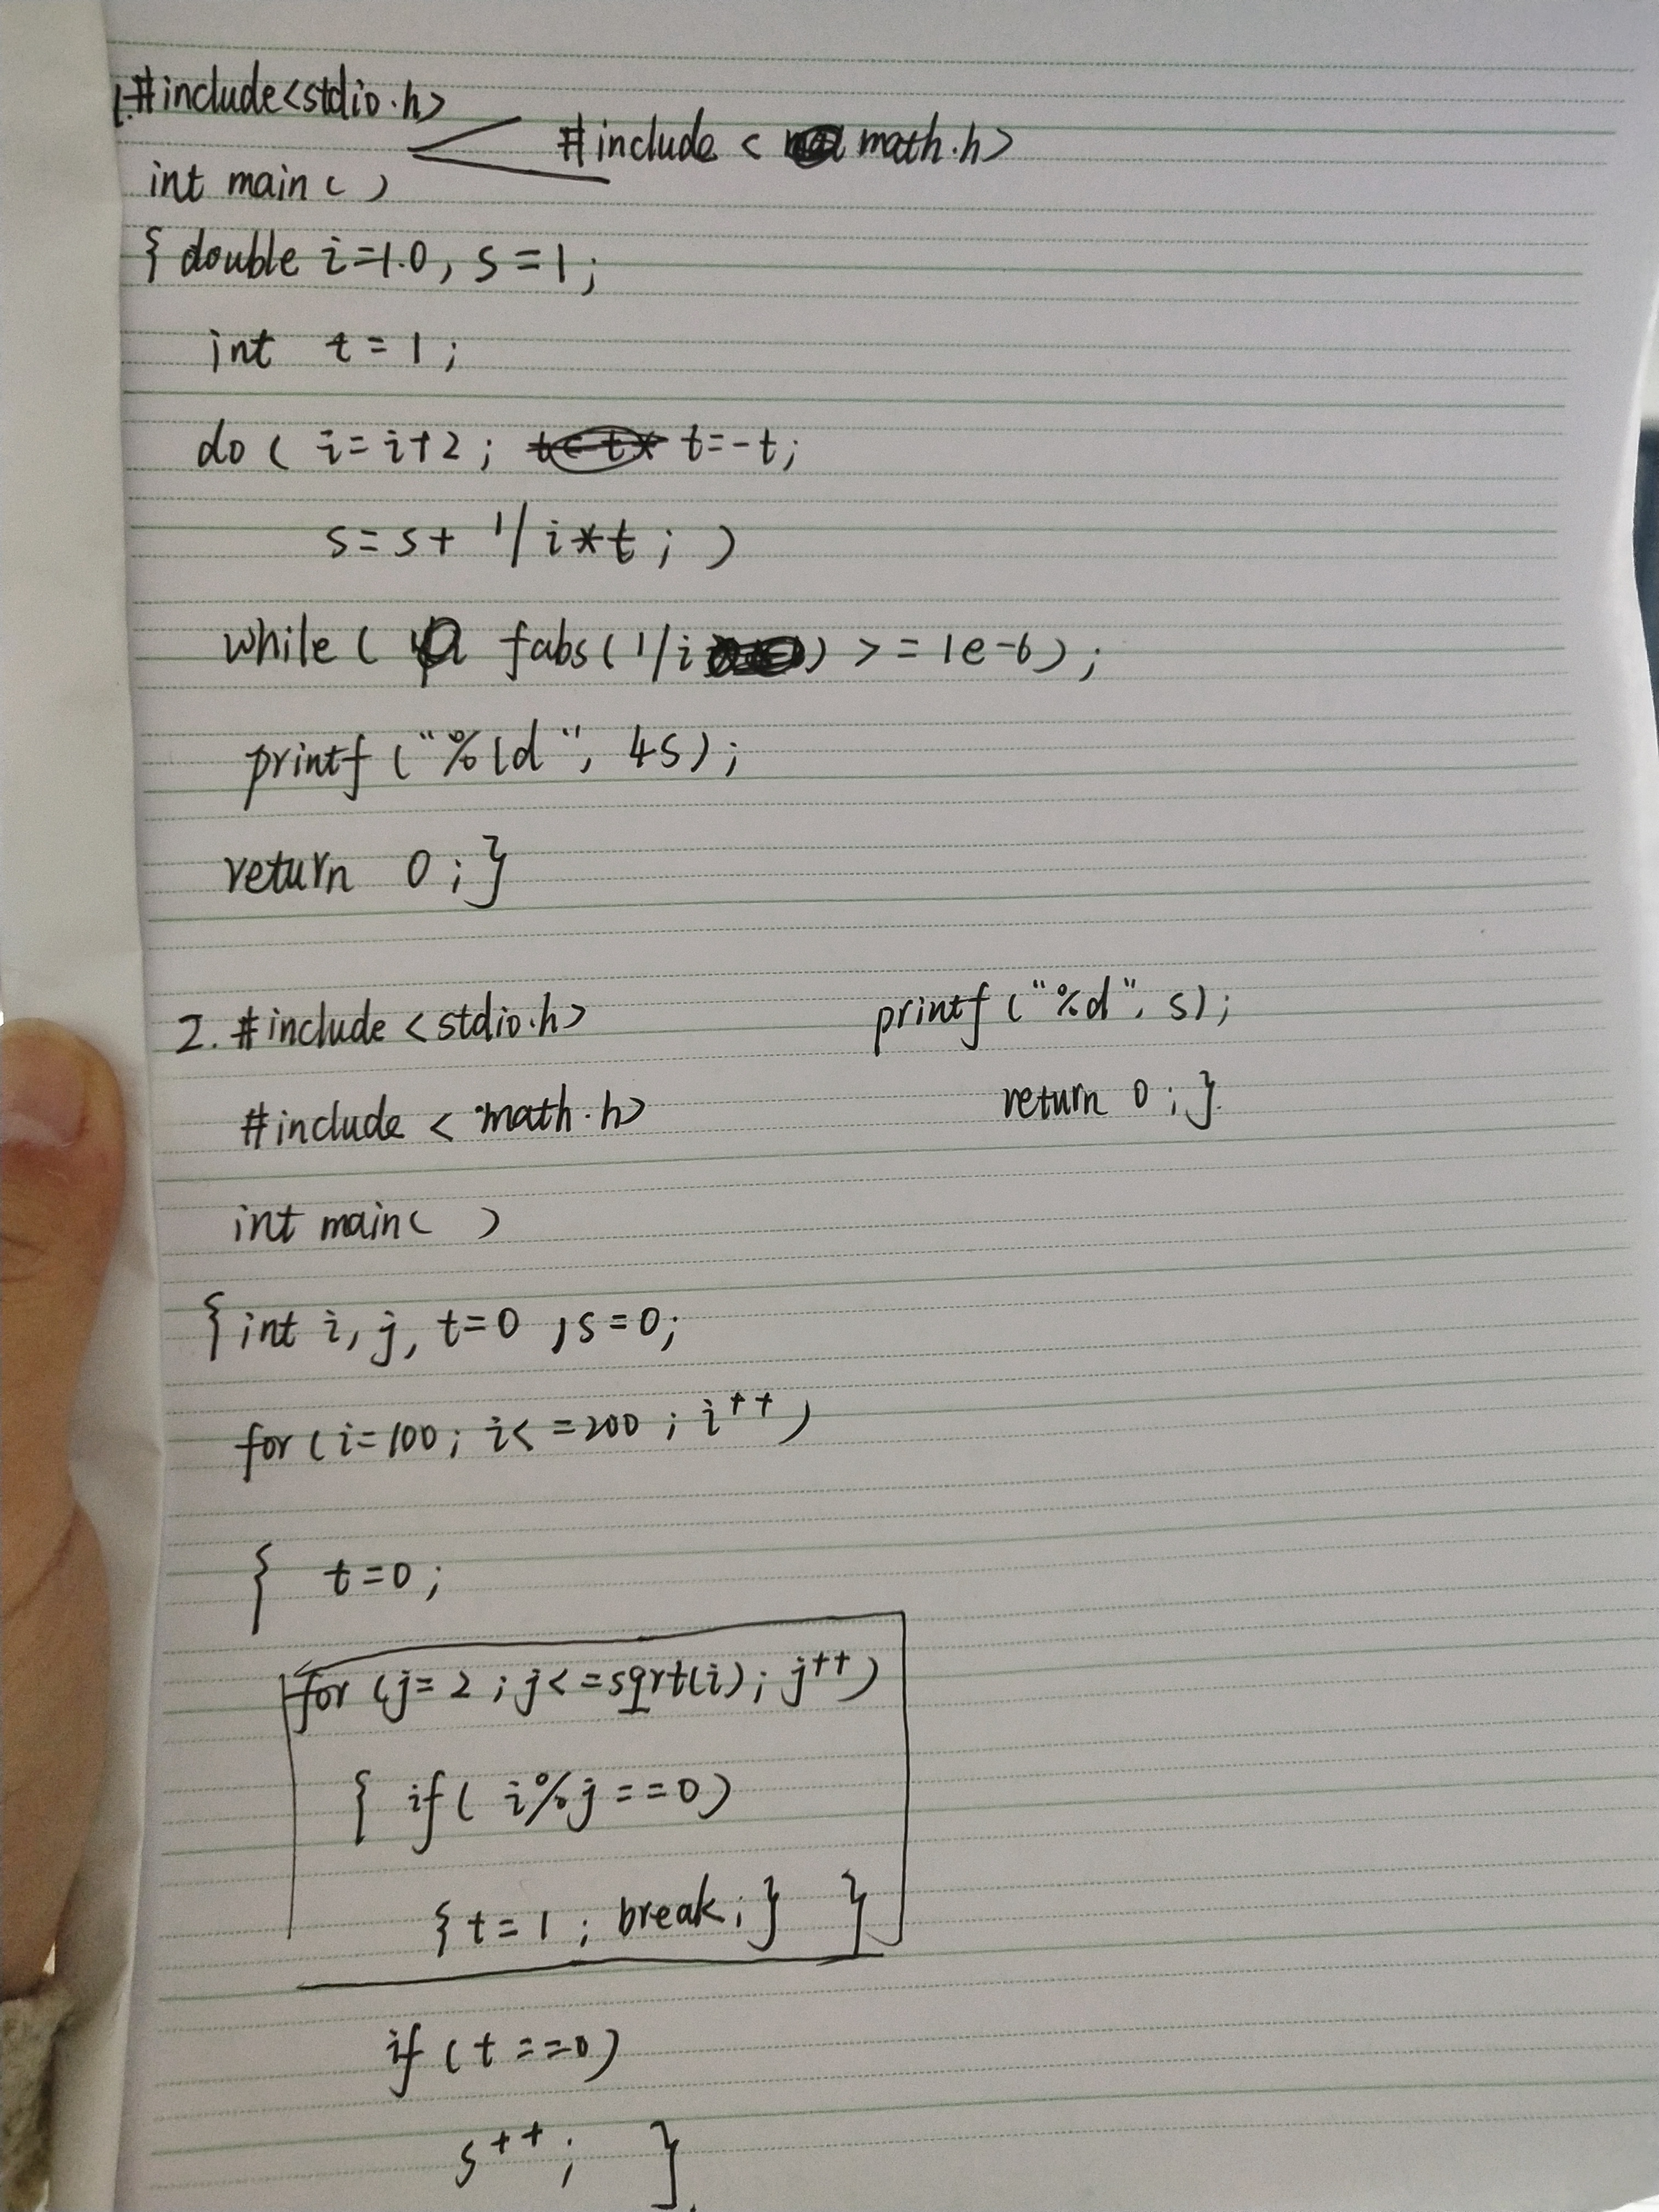 1.#include<stdio.h>
#include < math.h>
int main( )
{ double i=1.0, s=1;
int t=1;
do( i=i+2; t=-t;
s=s+ 1/i*t; )
while( fabs(1/i) >=1e-6);
printf("%ld", 4s);
return 0;}
2. #include <stdio.h>
#include < math.h>
int main( )
{int i, j, t=0 ,s=0;
for(i=100; i<=200; i++)
{ t=0;
for (j=2; j<=sqrt(i); j++)
{ if( i%j==0)
{t=1; break;} }
if(t==0)
s++; }
printf("%d", s);
return 0;}